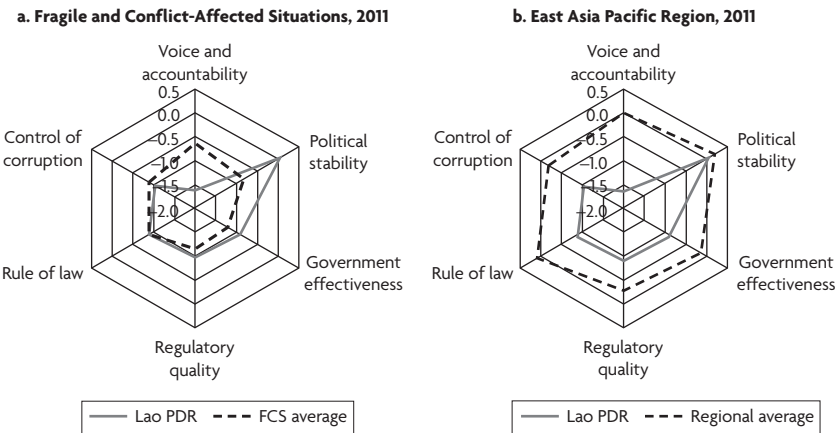 a. Fragile and Conflict-Affected Situations, 2011
Voice and
accountability
0.5
0.0
–0.5
–1.0
–1.5
–2.0
Control of
corruption
Political
stability
Rule of law
Government
effectiveness
Regulatory
quality
Lao PDR
FCS average
b. East Asia Pacific Region, 2011
Voice and
accountability
0.5
0.0
–0.5
–1.0
–1.5
–2.0
Control of
corruption
Political
stability
Rule of law
Government
effectiveness
Regulatory
quality
Lao PDR
Regional average